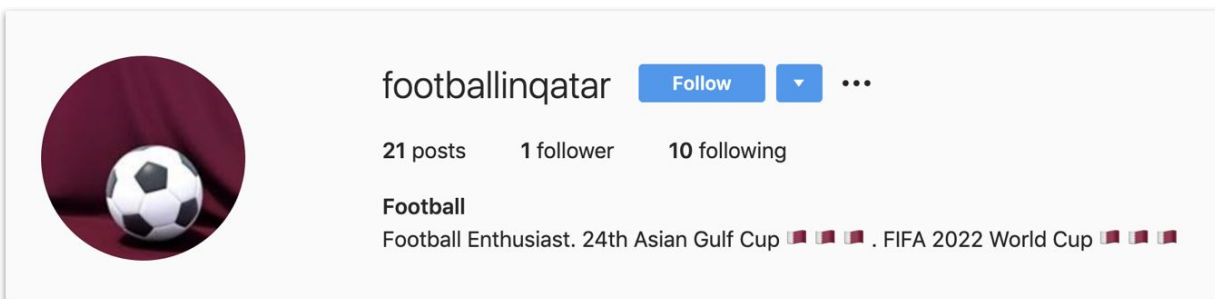 footballinqatar Follow ▼ •••
21 posts 1 follower 10 following
Football
Football Enthusiast. 24th Asian Gulf Cup 🇶🇦 🇶🇦 🇶🇦 . FIFA 2022 World Cup 🇶🇦 🇶🇦 🇶🇦